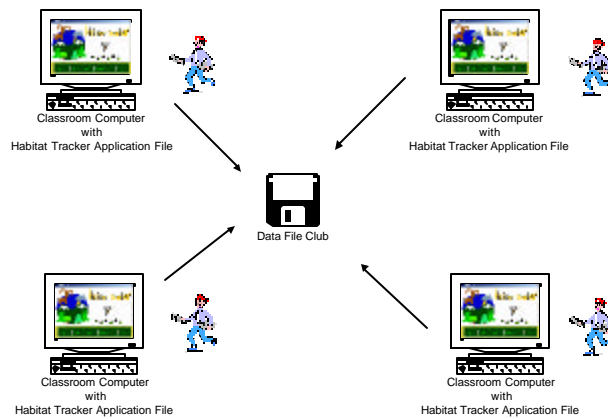 Classroom Computer
with
Habitat Tracker Application File
Classroom Computer
with
Habitat Tracker Application File
Data File Club
Classroom Computer
with
Habitat Tracker Application File
Classroom Computer
with
Habitat Tracker Application File